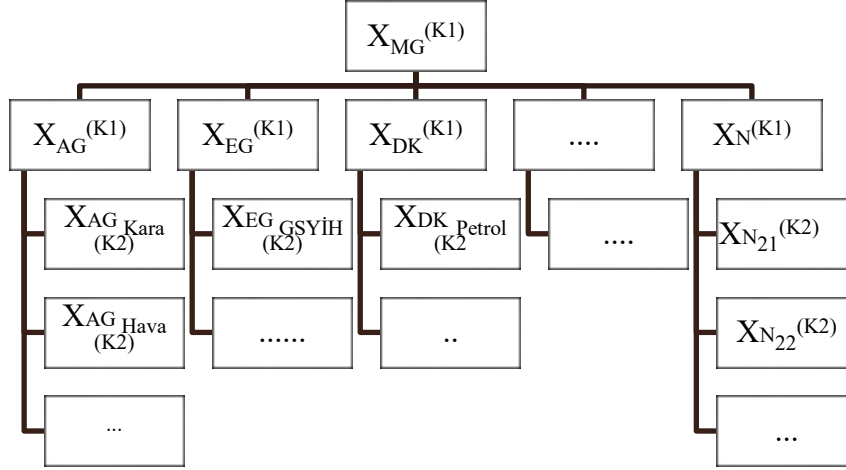 X_MG^(K1)
X_AG^(K1)
X_EG^(K1)
X_DK^(K1)
....
X_N^(K1)
X_AG Kara
(K2)
X_EG GSYİH
(K2)
X_DK Petrol
(K2
....
X_N21^(K2)
X_AG Hava
(K2)
......
..
X_N22^(K2)
...
...